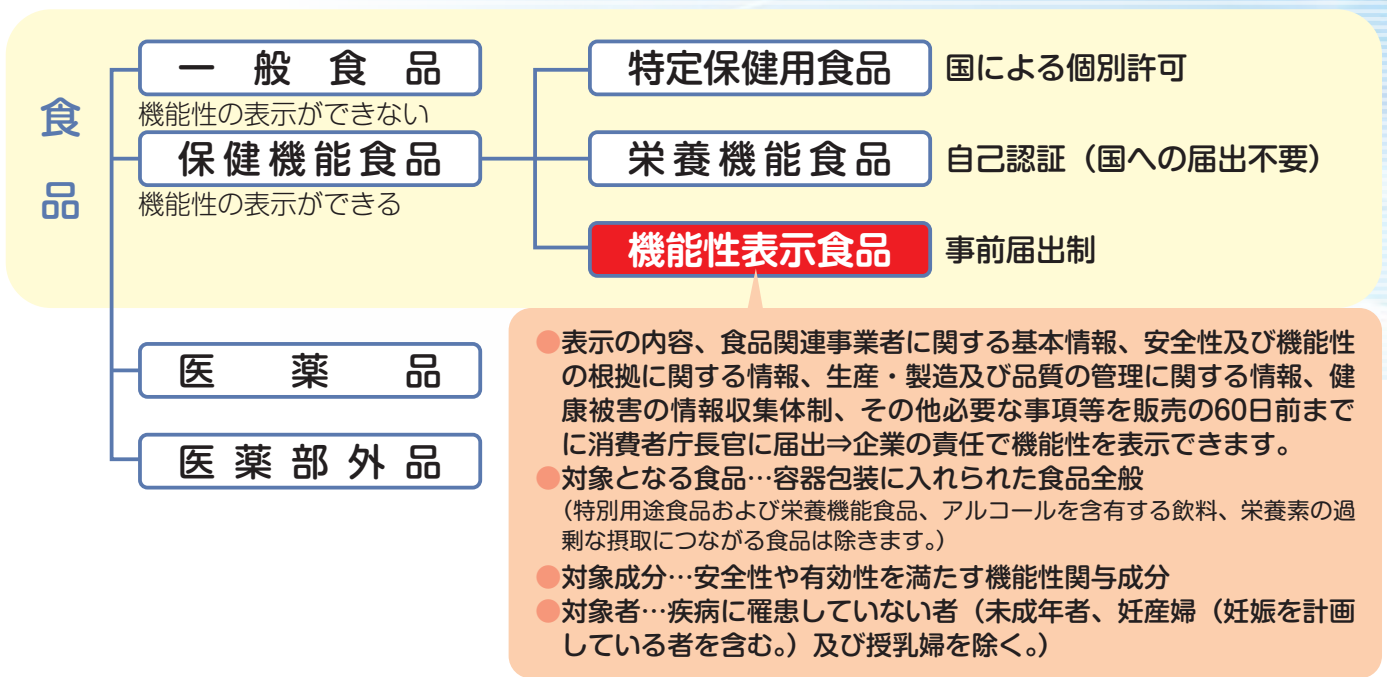 食品
一般食品
機能性の表示ができない
保健機能食品
機能性の表示ができる
特定保健用食品 国による個別許可
栄養機能食品 自己認証（国への届出不要）
機能性表示食品 事前届出制
医薬品
医薬部外品
●表示の内容、食品関連事業者に関する基本情報、安全性及び機能性
の根拠に関する情報、生産・製造及び品質の管理に関する情報、健
康被害の情報収集体制、その他必要な事項等を販売の60日前まで
に消費者庁長官に届出⇒企業の責任で機能性を表示できます。
●対象となる食品…容器包装に入れられた食品全般
（特別用途食品および栄養機能食品、アルコールを含有する飲料、栄養素の過
剰な摂取につながる食品は除きます。）
●対象成分…安全性や有効性を満たす機能性関与成分
●対象者…疾病に罹患していない者（未成年者、妊産婦（妊娠を計画
している者を含む。）及び授乳婦を除く。）